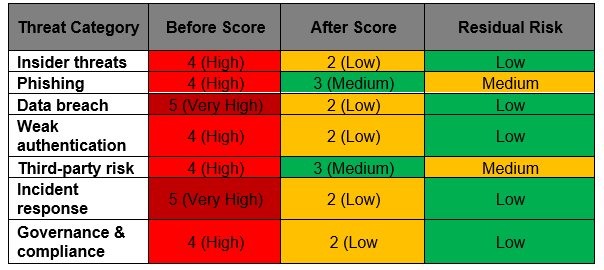 Threat Category Before Score After Score Residual Risk
Insider threats 4 (High) 2 (Low) Low
Phishing 4 (High) 3 (Medium) Medium
Data breach 5 (Very High) 2 (Low) Low
Weak
authentication 4 (High) 2 (Low) Low
Third-party risk 4 (High) 3 (Medium) Medium
Incident
response 5 (Very High) 2 (Low) Low
Governance &
compliance 4 (High) 2 (Low Low